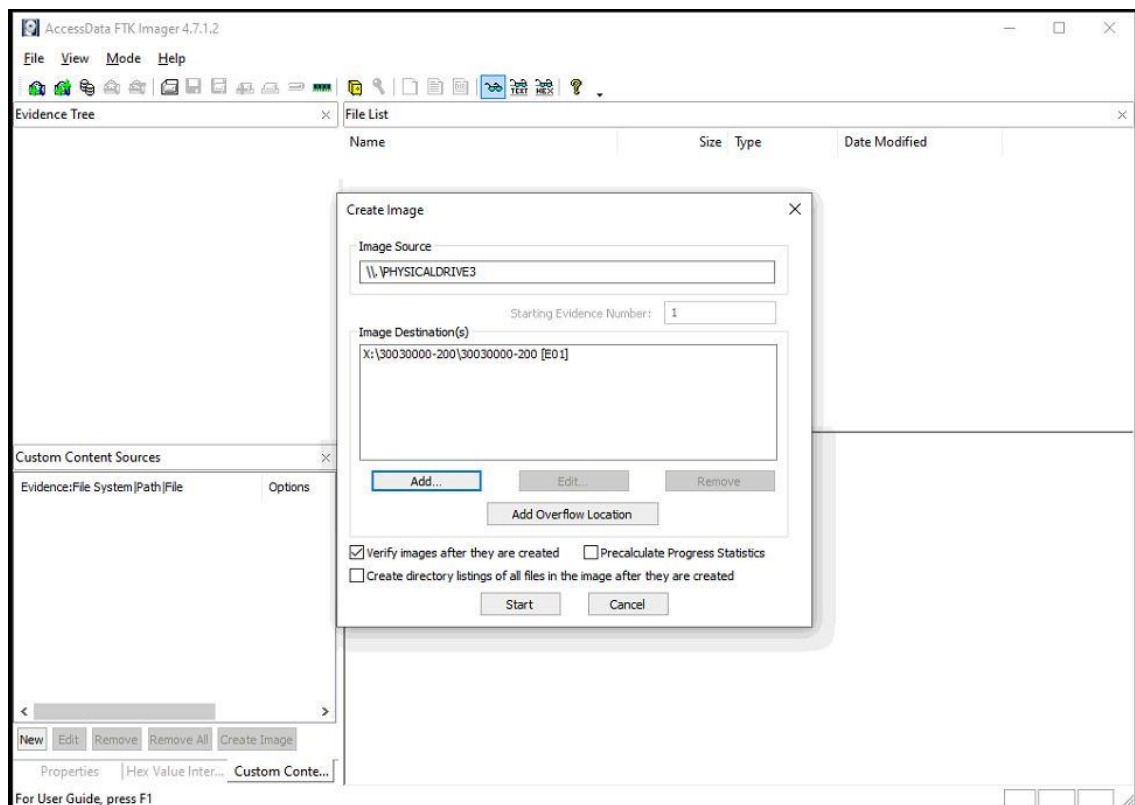 AccessData FTK Imager 4.7.1.2
File View Mode Help
TEXT HEX
Evidence Tree
File List
Name Size Type Date Modified
Create Image
Image Source
\\.\PHYSICALDRIVE3
Starting Evidence Number: 1
Image Destination(s)
X:\30030000-200\30030000-200 [E01]
Add... Edit... Remove
Add Overflow Location
Verify images after they are created Precalculate Progress Statistics
Create directory listings of all files in the image after they are created
Start Cancel
Custom Content Sources
Evidence:File System|Path|File Options
New Edit Remove Remove All Create Image
Properties Hex Value Inter... Custom Conte...
For User Guide, press F1